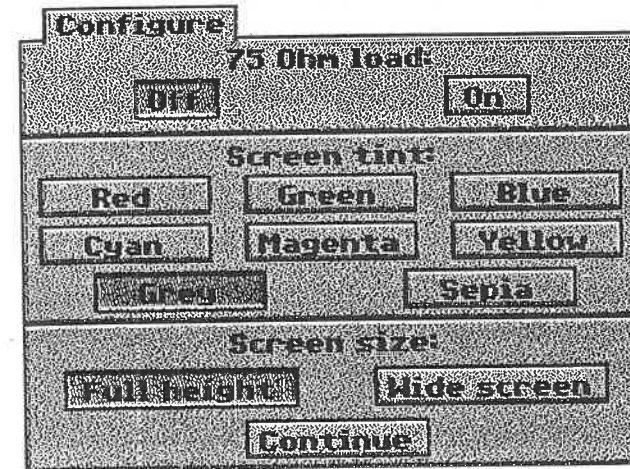 Configure
75 Ohm load:
Off On
Screen tint:
Red Green Blue
Cyan Magenta Yellow
Grey Sepia
Screen size:
Full height Wide screen
Continue